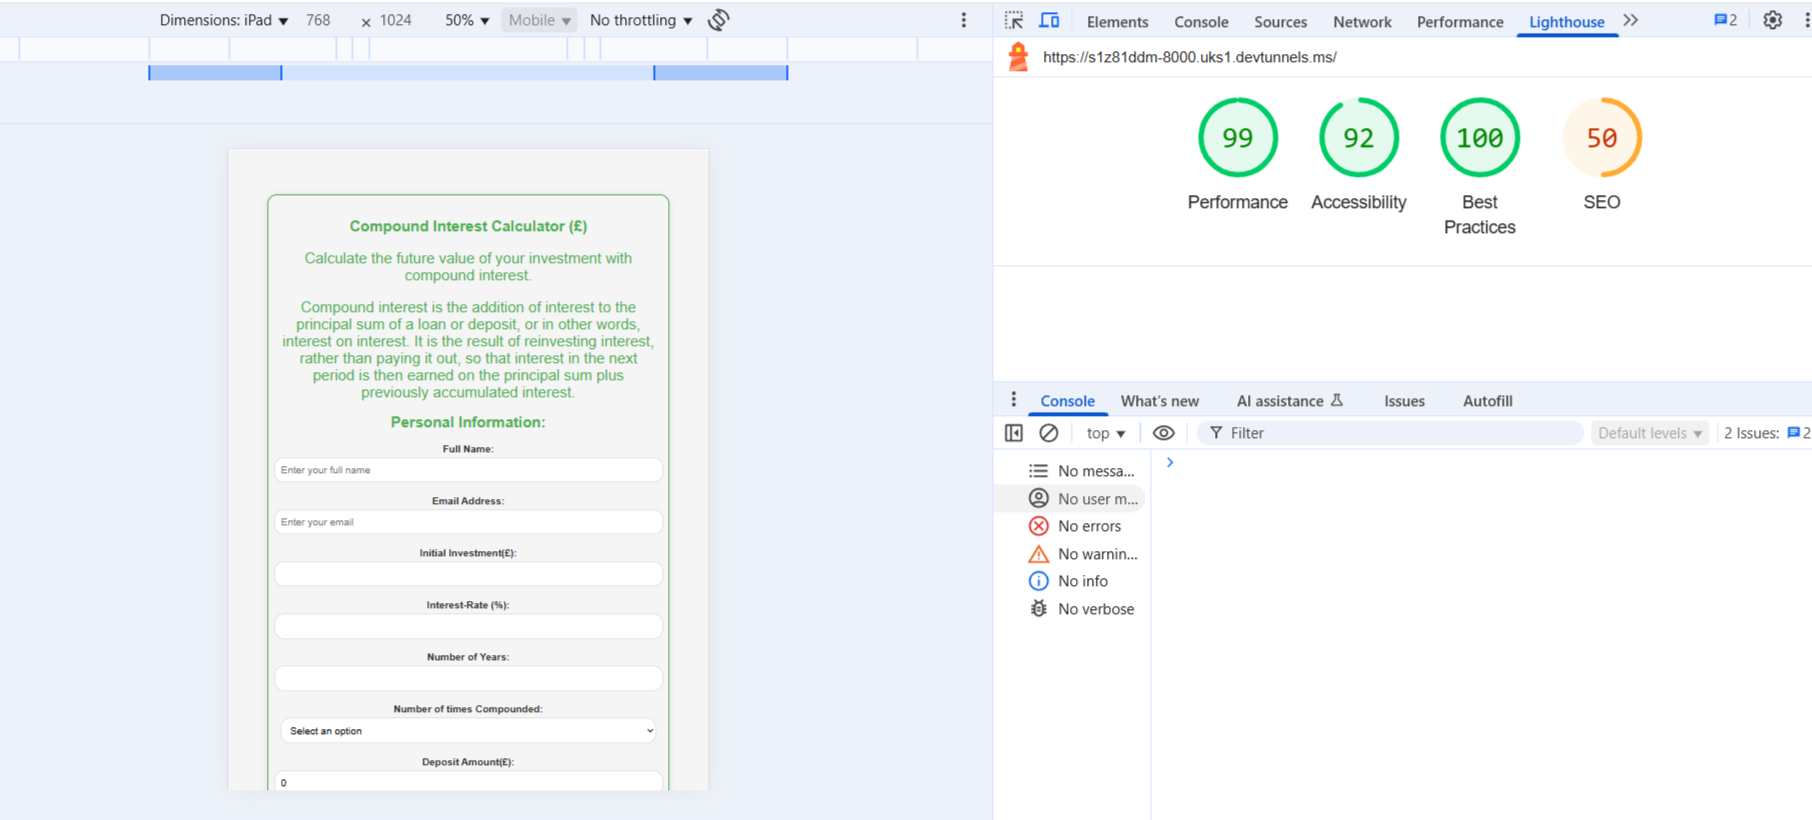 Dimensions: iPad ▼ 768 x 1024 50% ▼ Mobile ▼ No throttling ▼
Elements Console Sources Network Performance Lighthouse 2
https://s1z81ddm-8000.uks1.devtunnels.ms/
99 92 100 50
Performance Accessibility Best Practices SEO
Compound Interest Calculator (£)
Calculate the future value of your investment with
compound interest.
Compound interest is the addition of interest to the
principal sum of a loan or deposit, or in other words,
interest on interest. It is the result of reinvesting interest,
rather than paying it out, so that interest in the next
period is then earned on the principal sum plus
previously accumulated interest.
Personal Information:
Full Name:
Enter your full name
Email Address:
Enter your email
Initial Investment(£):
Interest-Rate (%):
Number of Years:
Number of times Compounded:
Select an option
Deposit Amount(£):
0
Console What's new AI assistance Issues Autofill
top ▼ Filter Default levels ▼ 2 Issues: 2
No messa...
No user m...
No errors
No warnin...
No info
No verbose